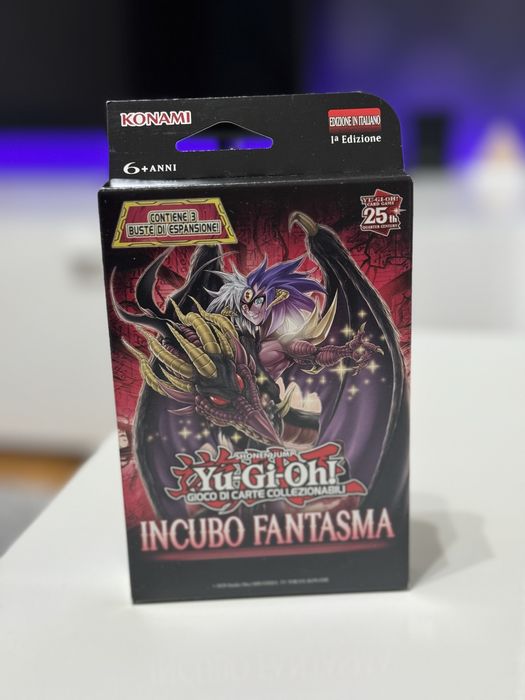 KONAMI
EDIZIONE IN ITALIANO
1ª Edizione
6+ANNI
CONTIENE 3
BUSTE DI ESPANSIONE!
YU-GI-OH!
CARD GAME
25th
QUARTER CENTURY
SHONEN JUMP
Yu-Gi-Oh!
GIOCO DI CARTE COLLEZIONABILI
INCUBO FANTASMA